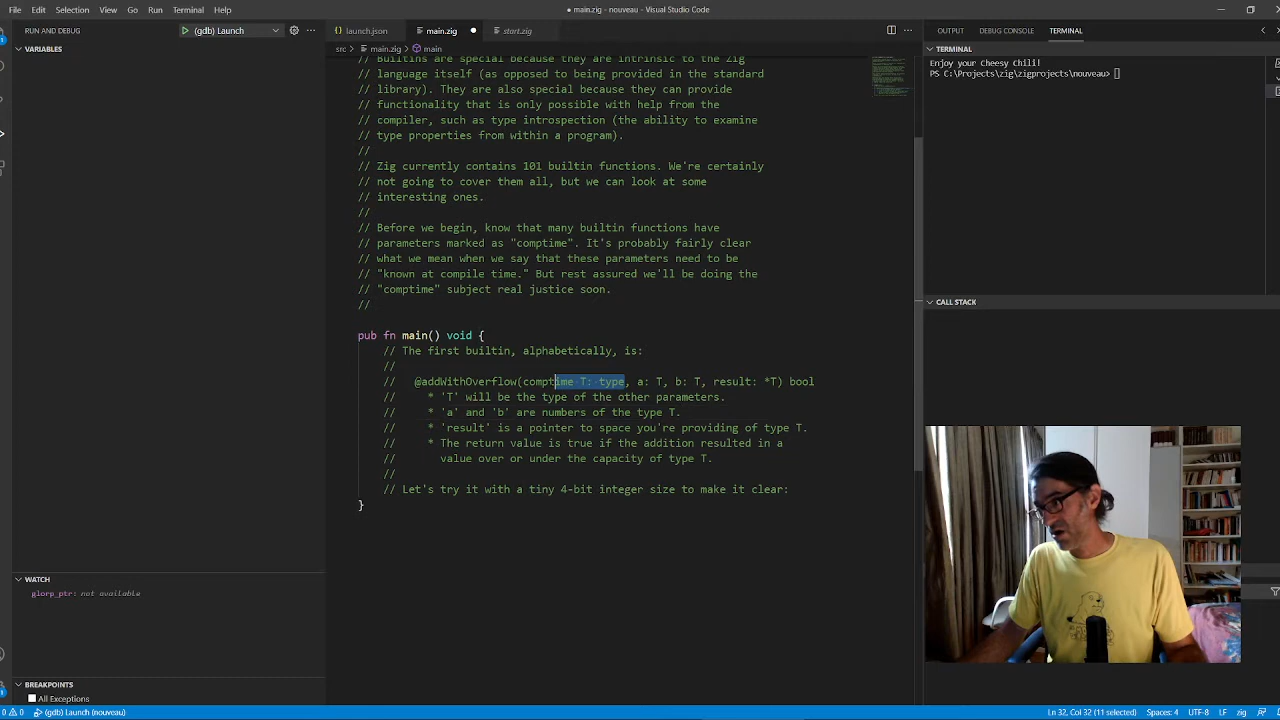 File Edit Selection View Go Run Terminal Help
● main.zig - nouveau - Visual Studio Code
RUN AND DEBUG
(gdb) Launch
VARIABLES
launch.json
main.zig
start.zig
src > main.zig > main
// Builtins are special because they are intrinsic to the Zig
// language itself (as opposed to being provided in the standard
// library). They are also special because they can provide
// functionality that is only possible with help from the
// compiler, such as type introspection (the ability to examine
// type properties from within a program).
//
// Zig currently contains 101 builtin functions. We're certainly
// not going to cover them all, but we can look at some
// interesting ones.
//
// Before we begin, know that many builtin functions have
// parameters marked as "comptime". It's probably fairly clear
// what we mean when we say that these parameters need to be
// "known at compile time." But rest assured we'll be doing the
// "comptime" subject real justice soon.
//
pub fn main() void {
// The first builtin, alphabetically, is:
//
// @addWithOverflow(comptime T: type, a: T, b: T, result: *T) bool
// * 'T' will be the type of the other parameters.
// * 'a' and 'b' are numbers of the type T.
// * 'result' is a pointer to space you're providing of type T.
// * The return value is true if the addition resulted in a
// value over or under the capacity of type T.
//
// Let's try it with a tiny 4-bit integer size to make it clear:
}
OUTPUT
DEBUG CONSOLE
TERMINAL
TERMINAL
Enjoy your Cheesy Chili!
PS C:\Projects\zig\zigprojects\nouveau>
CALL STACK
WATCH
glorp_ptr: not available
BREAKPOINTS
All Exceptions
0 0 (gdb) Launch (nouveau)
Ln 32, Col 32 (11 selected) Spaces: 4 UTF-8 LF zig